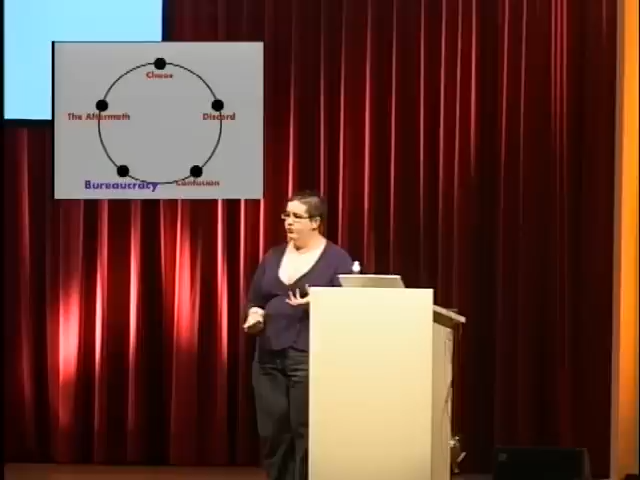 Chaos
The Aftermath
Discord
Bureaucracy
Confusion